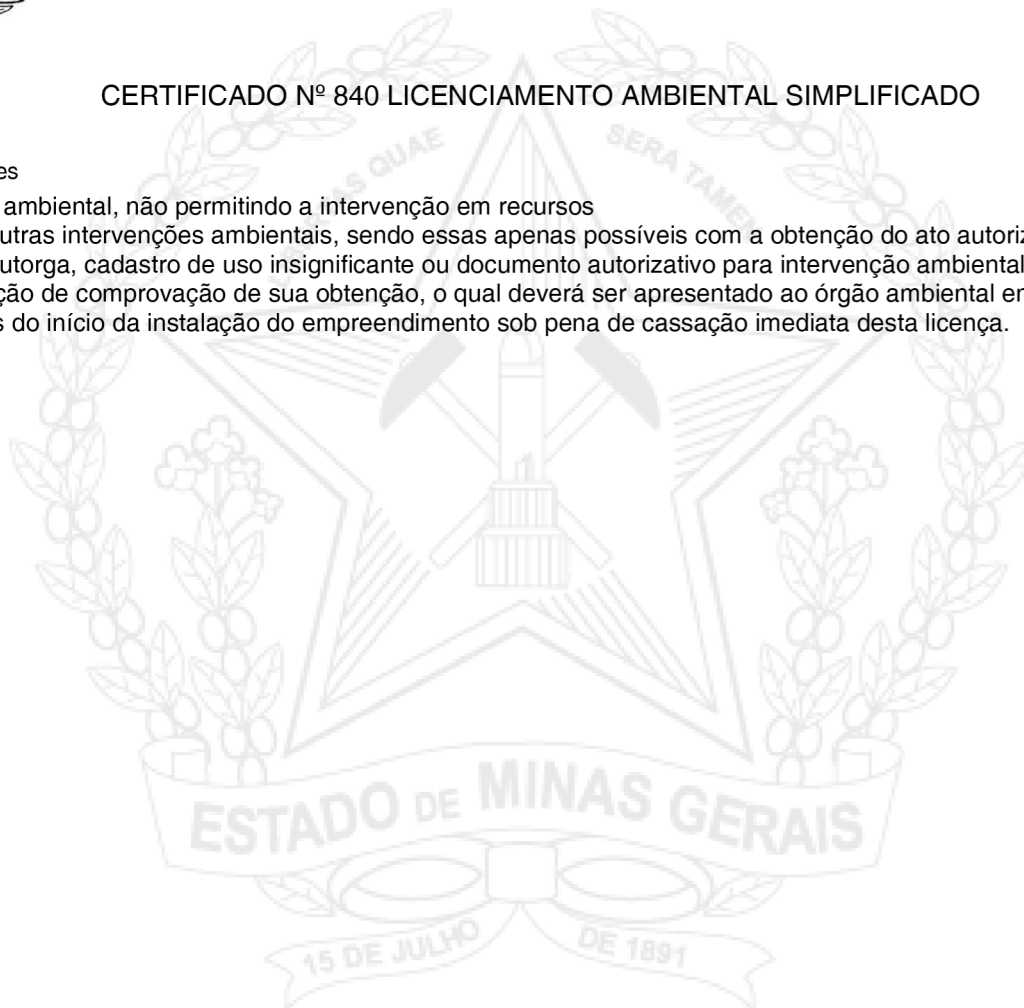 CERTIFICADO Nº 840 LICENCIAMENTO AMBIENTAL SIMPLIFICADO
es
ambiental, não permitindo a intervenção em recursos
utras intervenções ambientais, sendo essas apenas possíveis com a obtenção do ato autoriz
utorga, cadastro de uso insignificante ou documento autorizativo para intervenção ambiental
ção de comprovação de sua obtenção, o qual deverá ser apresentado ao órgão ambiental em
s do início da instalação do empreendimento sob pena de cassação imediata desta licença.
QUAE SERA TAMEN
ESTADO DE MINAS GERAIS
15 DE JULHO DE 1891